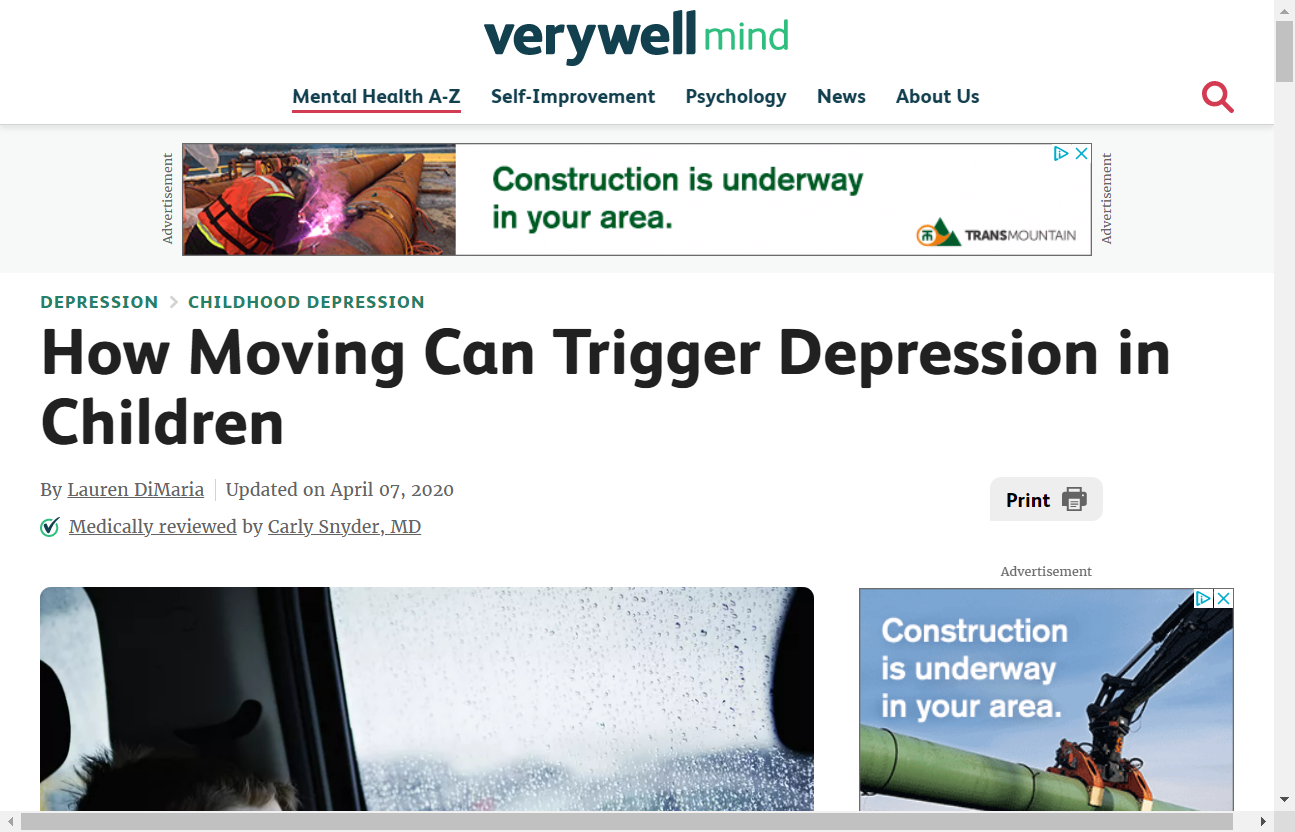 verywell mind
Mental Health A-Z
Self-Improvement
Psychology
News
About Us
Advertisement
Construction is underway
in your area.
TRANSMOUNTAIN
Advertisement
DEPRESSION
CHILDHOOD DEPRESSION
How Moving Can Trigger Depression in
Children
By Lauren DiMaria
Updated on April 07, 2020
Print
Medically reviewed by Carly Snyder, MD
Advertisement
Construction
is underway
in your area.